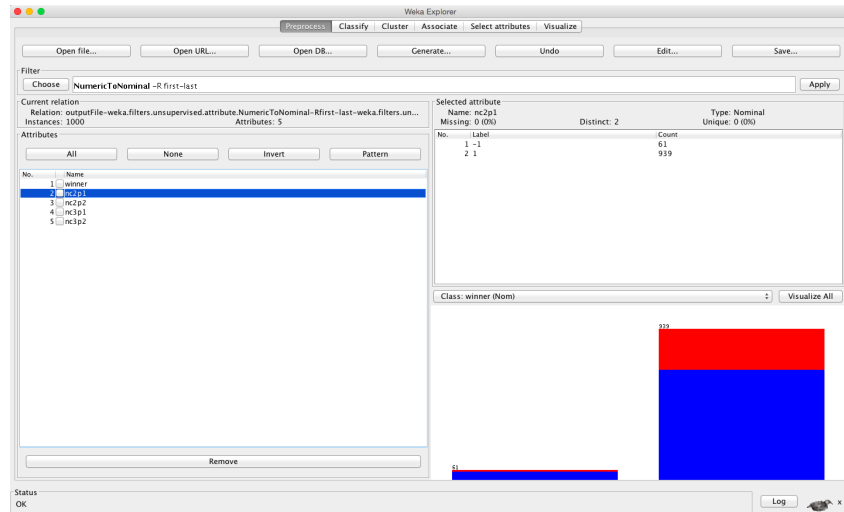 Weka Explorer
Preprocess Classify Cluster Associate Select attributes Visualize
Open file... Open URL... Open DB... Generate... Undo Edit... Save...
Filter
Choose NumericToNominal -R first-last Apply
Current relation
Relation: outputFile-weka.filters.unsupervised.attribute.NumericToNominal-Rfirst-last-weka.filters.un...
Instances: 1000 Attributes: 5
Attributes
All None Invert Pattern
No. Name
1 winner
2 nc2p1
3 nc2p2
4 nc3p1
5 nc3p2
Remove
Selected attribute
Name: nc2p1 Type: Nominal
Missing: 0 (0%) Distinct: 2 Unique: 0 (0%)
No. Label Count
1 -1 61
2 1 939
Class: winner (Nom) Visualize All
939
61
Status
OK
Log x